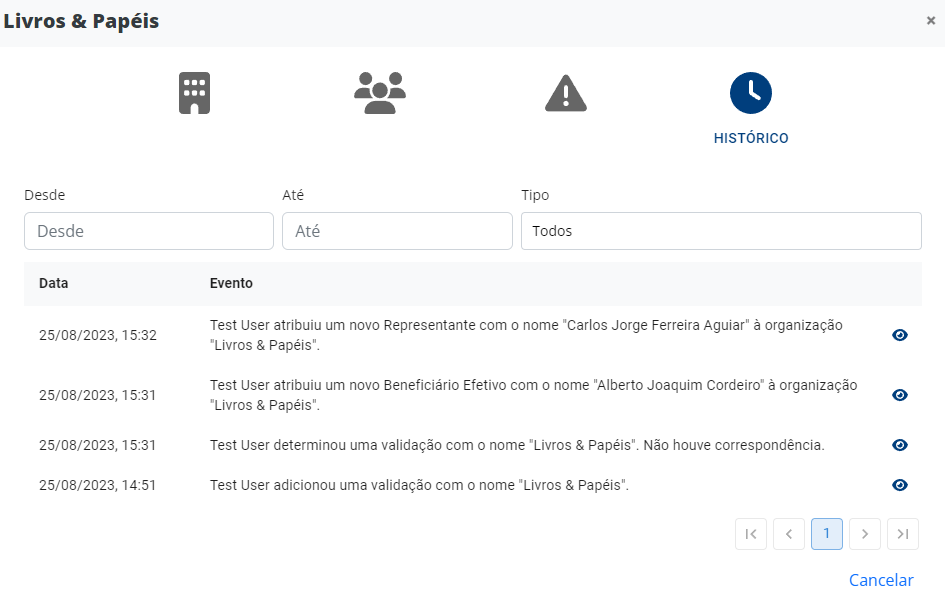 Livros & Papéis
×
HISTÓRICO
Desde Até Tipo
Desde Até Todos
Data Evento
25/08/2023, 15:32 Test User atribuiu um novo Representante com o nome "Carlos Jorge Ferreira Aguiar" à organização
"Livros & Papéis".
25/08/2023, 15:31 Test User atribuiu um novo Beneficiário Efetivo com o nome "Alberto Joaquim Cordeiro" à organização
"Livros & Papéis".
25/08/2023, 15:31 Test User determinou uma validação com o nome "Livros & Papéis". Não houve correspondência.
25/08/2023, 14:51 Test User adicionou uma validação com o nome "Livros & Papéis".
1
Cancelar